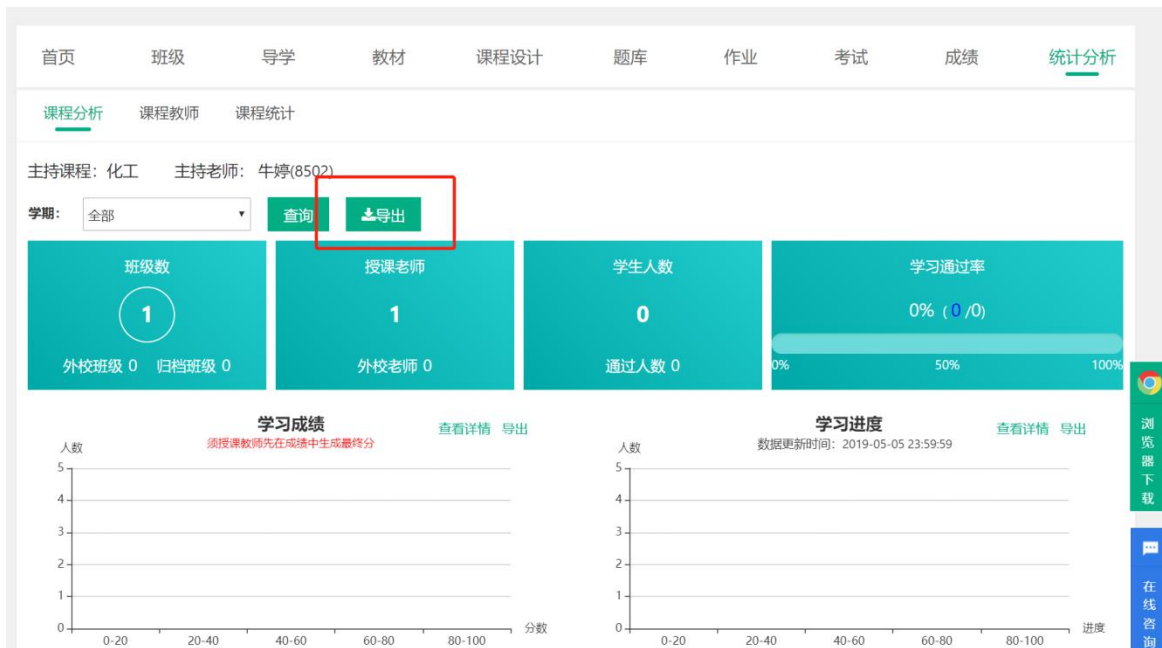 首页 班级 导学 教材 课程设计 题库 作业 考试 成绩 统计分析
课程分析 课程教师 课程统计
主持课程：化工 主持老师：牛婷(8502)
学期： 全部 查询 导出
班级数 授课老师 学生人数 学习通过率
1 1 0 0% ( 0 /0)
外校班级 0 归档班级 0 外校老师 0 通过人数 0 0% 50% 100%
学习成绩 查看详情 导出
须授课教师先在成绩中生成最终分
人数
5
4
3
2
1
0
0-20 20-40 40-60 60-80 80-100 分数
学习进度 查看详情 导出
数据更新时间：2019-05-05 23:59:59
人数
5
4
3
2
1
0
0-20 20-40 40-60 60-80 80-100 进度
浏览器下载
在线咨询